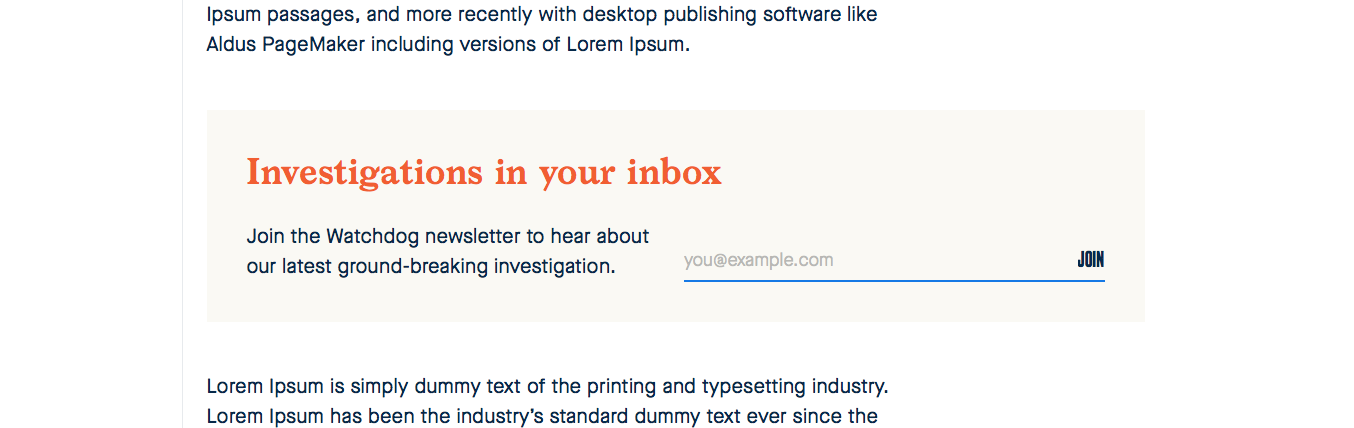 Ipsum passages, and more recently with desktop publishing software like
Aldus PageMaker including versions of Lorem Ipsum.
Investigations in your inbox
Join the Watchdog newsletter to hear about
our latest ground-breaking investigation.
you@example.com
JOIN
Lorem Ipsum is simply dummy text of the printing and typesetting industry.
Lorem Ipsum has been the industry’s standard dummy text ever since the